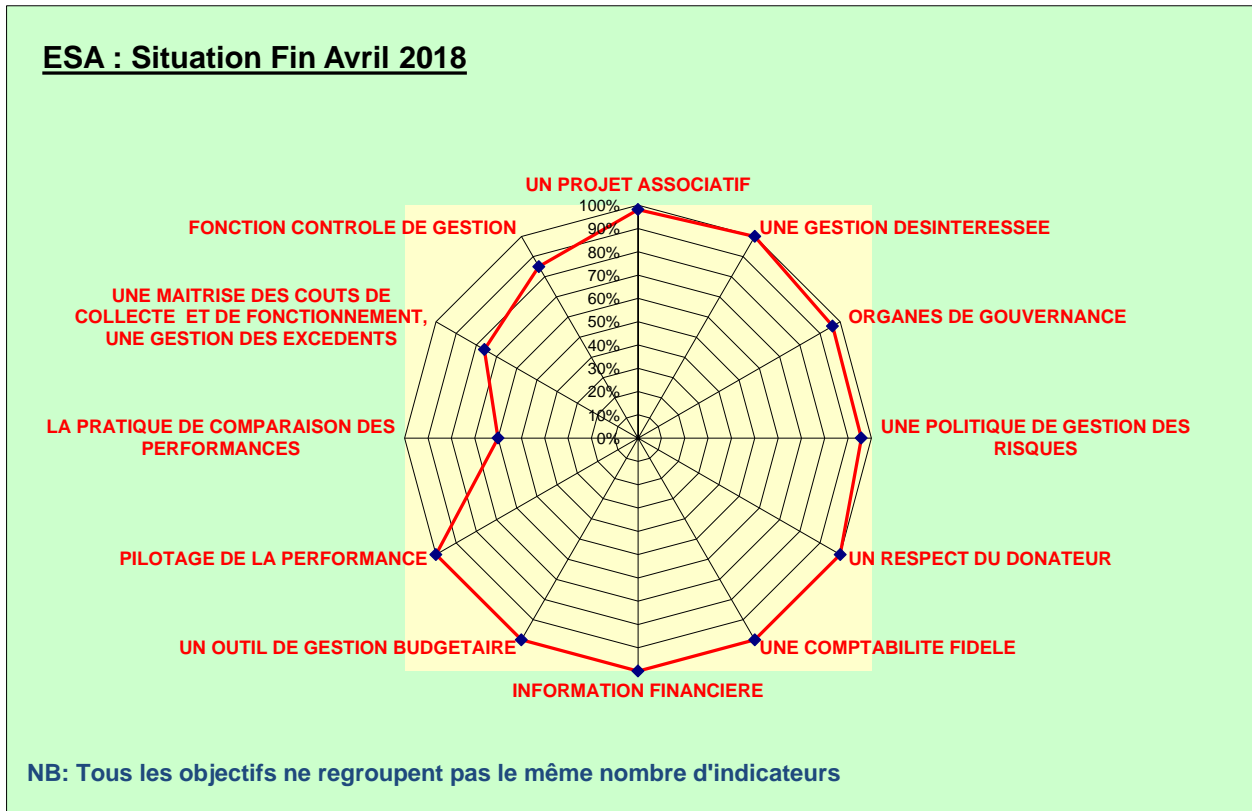 ESA : Situation Fin Avril 2018
UN PROJET ASSOCIATIF
UNE GESTION DESINTERESSEE
ORGANES DE GOUVERNANCE
UNE POLITIQUE DE GESTION DES
RISQUES
UN RESPECT DU DONATEUR
UNE COMPTABILITE FIDELE
INFORMATION FINANCIERE
UN OUTIL DE GESTION BUDGETAIRE
PILOTAGE DE LA PERFORMANCE
LA PRATIQUE DE COMPARAISON DES
PERFORMANCES
UNE MAITRISE DES COUTS DE
COLLECTE ET DE FONCTIONNEMENT,
UNE GESTION DES EXCEDENTS
FONCTION CONTROLE DE GESTION
100%
90%
80%
70%
60%
50%
40%
30%
20%
10%
0%
NB: Tous les objectifs ne regroupent pas le même nombre d'indicateurs